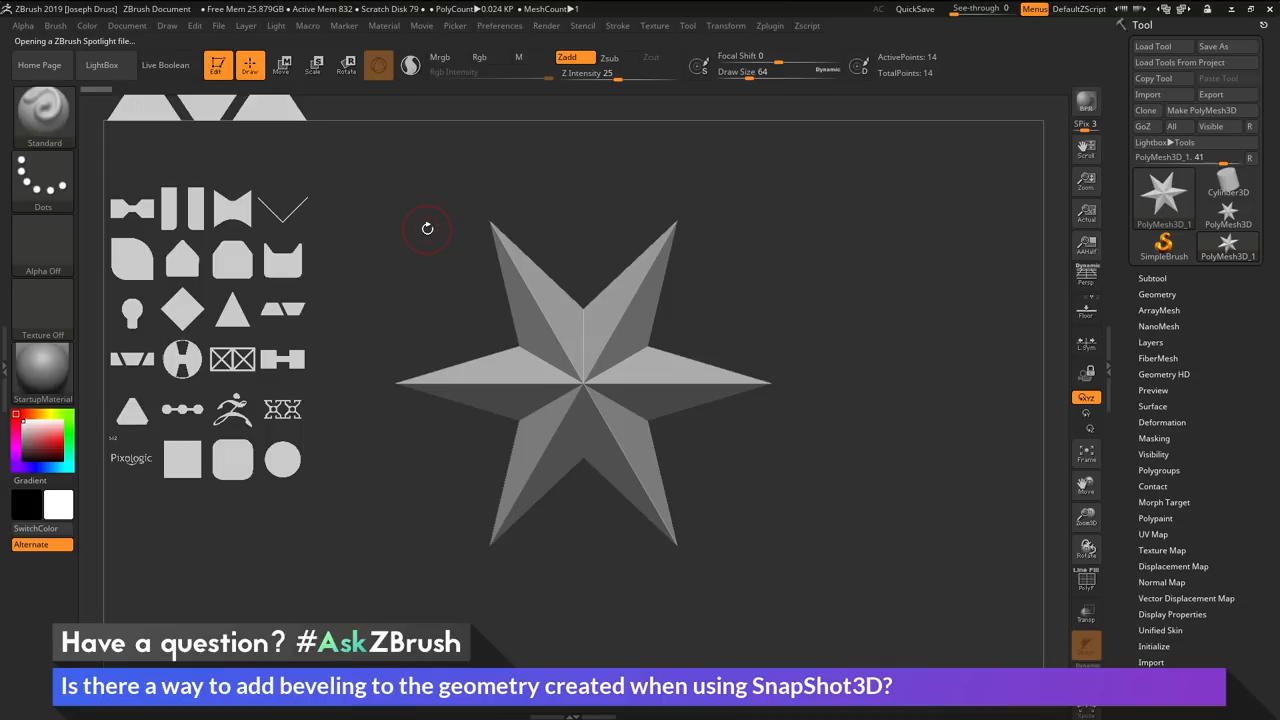 ZBrush 2019 [Joseph Drust] ZBrush Document • Free Mem 25.879GB • Active Mem 832 • Scratch Disk 79 • PolyCount▶0.024 KP • MeshCount▶1 AC QuickSave See-through 0 Menus DefaultZScript
Alpha Brush Color Document Draw Edit File Layer Light Macro Marker Material Movie Picker Preferences Render Stencil Stroke Texture Tool Transform Zplugin Zscript
Opening a ZBrush Spotlight file...
Home Page LightBox Live Boolean
Edit Draw Move Scale Rotate
Mrgb Rgb M
Rgb Intensity
Zadd Zsub Zcut
Z Intensity 25
Focal Shift 0
Draw Size 64 Dynamic
S
D
ActivePoints: 14
TotalPoints: 14
Standard
Dots
Alpha Off
Texture Off
StartupMaterial
Gradient
SwitchColor
Alternate
512
Pixologic
BPR
SPix 3
Scroll
Zoom
Actual
AAHalf
Dynamic
Persp
Floor
L.Sym
XYZ
Frame
Move
Zoom3D
Rotate
Line Fill
PolyF
Transp
Dynamic
Tool
Load Tool Save As
Load Tools From Project
Copy Tool Paste Tool
Import Export
Clone Make PolyMesh3D
GoZ All Visible R
Lightbox▶Tools
PolyMesh3D_1. 41 R
PolyMesh3D_1
Cylinder3D
PolyMesh3D
SimpleBrush
PolyMesh3D_1
Subtool
Geometry
ArrayMesh
NanoMesh
Layers
FiberMesh
Geometry HD
Preview
Surface
Deformation
Masking
Visibility
Polygroups
Contact
Morph Target
Polypaint
UV Map
Texture Map
Displacement Map
Normal Map
Vector Displacement Map
Display Properties
Unified Skin
Initialize
Import
Have a question? #AskZBrush
Is there a way to add beveling to the geometry created when using SnapShot3D?